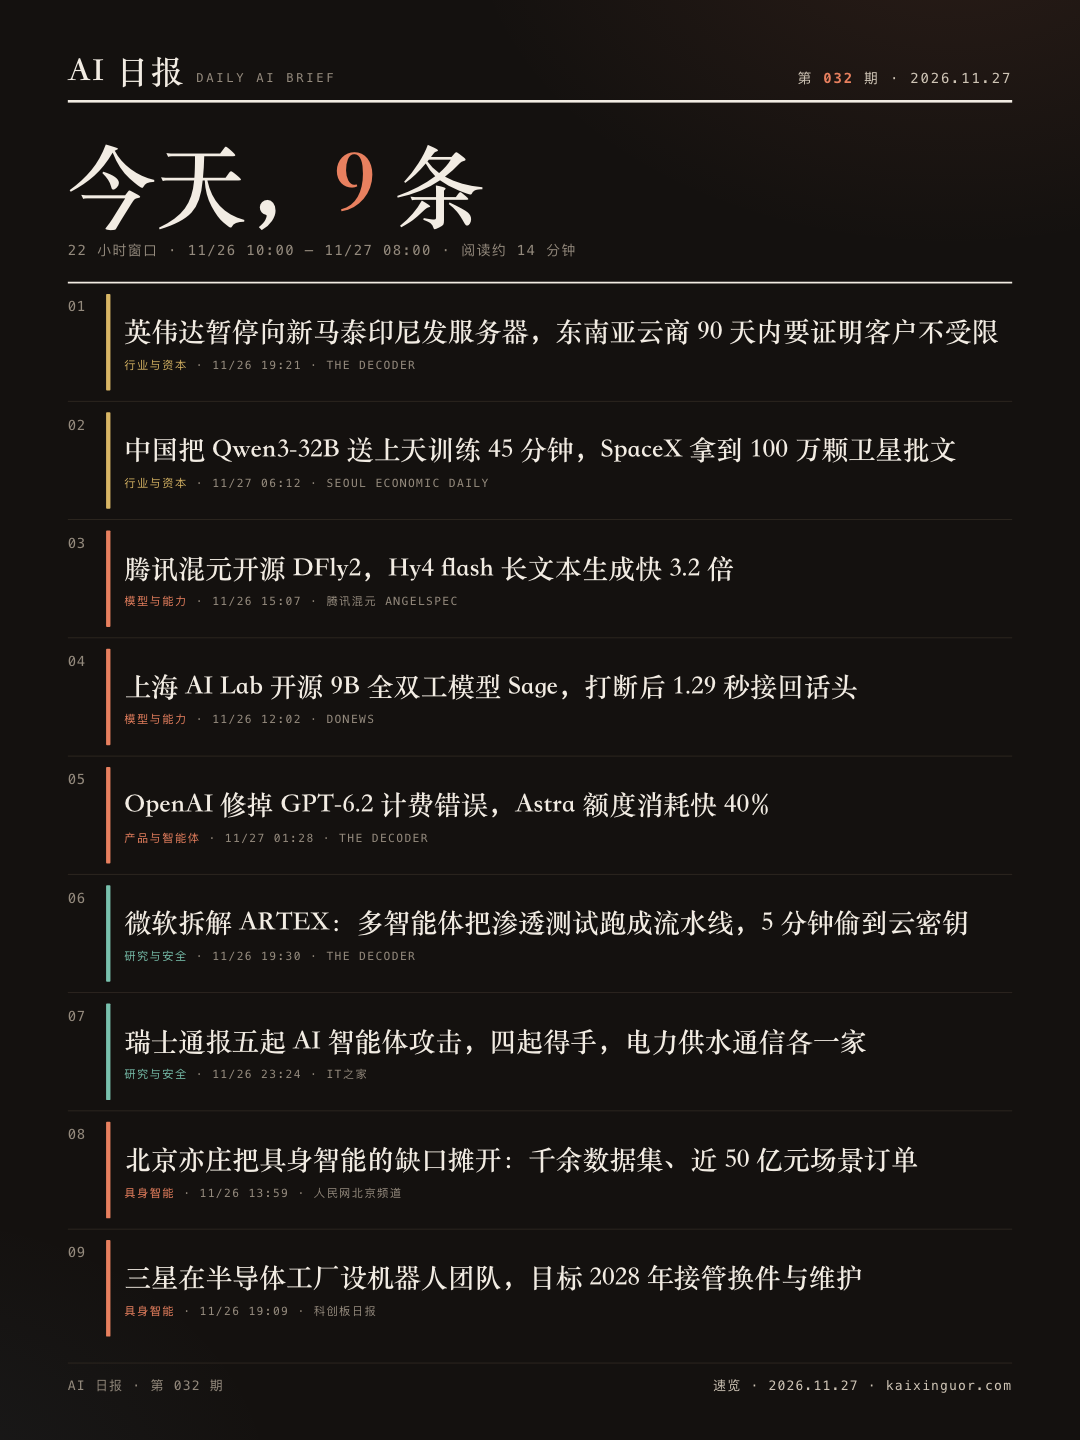 AI 日报 DAILY AI BRIEF
第 032 期 · 2026.11.27
今天，9 条
22 小时窗口 · 11/26 10:00 — 11/27 08:00 · 阅读约 14 分钟
01
英伟达暂停向新马泰印尼发服务器，东南亚云商 90 天内要证明客户不受限
行业与资本 · 11/26 19:21 · THE DECODER
02
中国把 Qwen3-32B 送上天训练 45 分钟，SpaceX 拿到 100 万颗卫星批文
行业与资本 · 11/27 06:12 · SEOUL ECONOMIC DAILY
03
腾讯混元开源 DFly2，Hy4 flash 长文本生成快 3.2 倍
模型与能力 · 11/26 15:07 · 腾讯混元 ANGELSPEC
04
上海 AI Lab 开源 9B 全双工模型 Sage，打断后 1.29 秒接回话头
模型与能力 · 11/26 12:02 · DONEWS
05
OpenAI 修掉 GPT-6.2 计费错误，Astra 额度消耗快 40%
产品与智能体 · 11/27 01:28 · THE DECODER
06
微软拆解 ARTEX：多智能体把渗透测试跑成流水线，5 分钟偷到云密钥
研究与安全 · 11/26 19:30 · THE DECODER
07
瑞士通报五起 AI 智能体攻击，四起得手，电力供水通信各一家
研究与安全 · 11/26 23:24 · IT之家
08
北京亦庄把具身智能的缺口摊开：千余数据集、近 50 亿元场景订单
具身智能 · 11/26 13:59 · 人民网北京频道
09
三星在半导体工厂设机器人团队，目标 2028 年接管换件与维护
具身智能 · 11/26 19:09 · 科创板日报
AI 日报 · 第 032 期
速览 · 2026.11.27 · kaixinguor.com